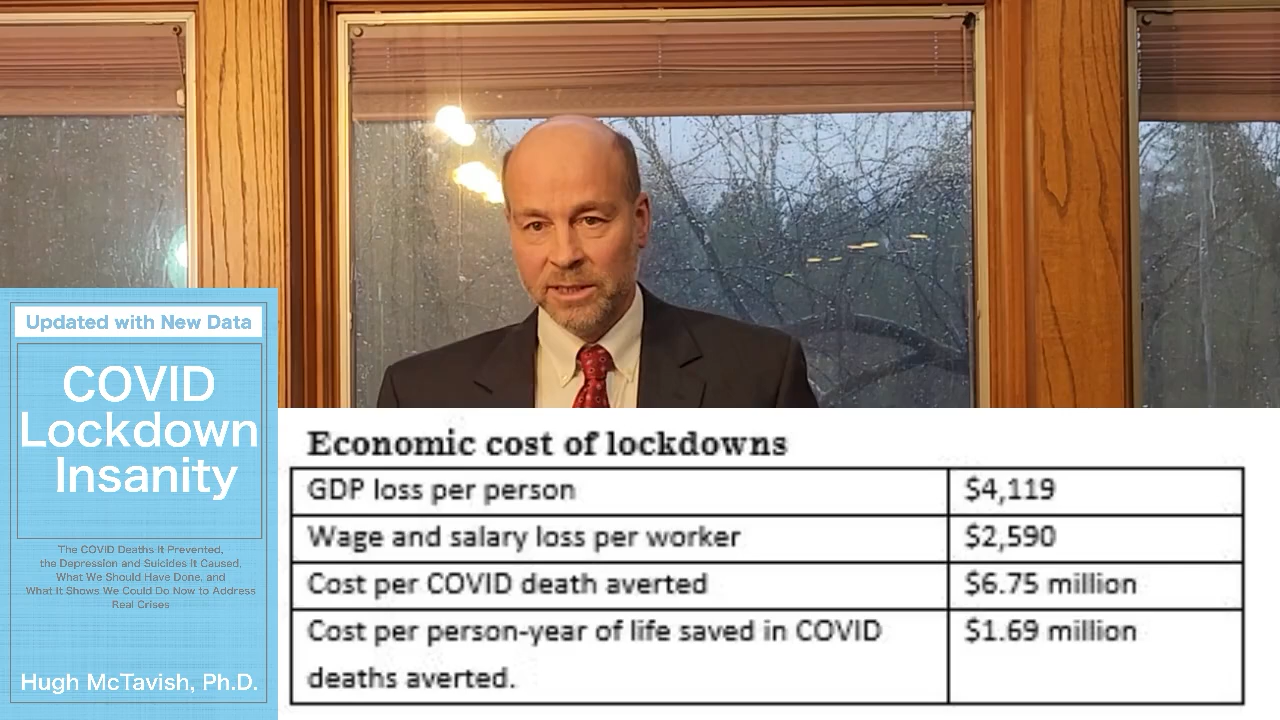 Updated with New Data
COVID
Lockdown
Insanity
The COVID Deaths It Prevented,
the Depression and Suicides It Caused,
What We Should Have Done, and
What It Shows We Could Do Now to Address
Real Crises
Hugh McTavish, Ph.D.
Economic cost of lockdowns
GDP loss per person $4,119
Wage and salary loss per worker $2,590
Cost per COVID death averted $6.75 million
Cost per person-year of life saved in COVID $1.69 million
deaths averted.